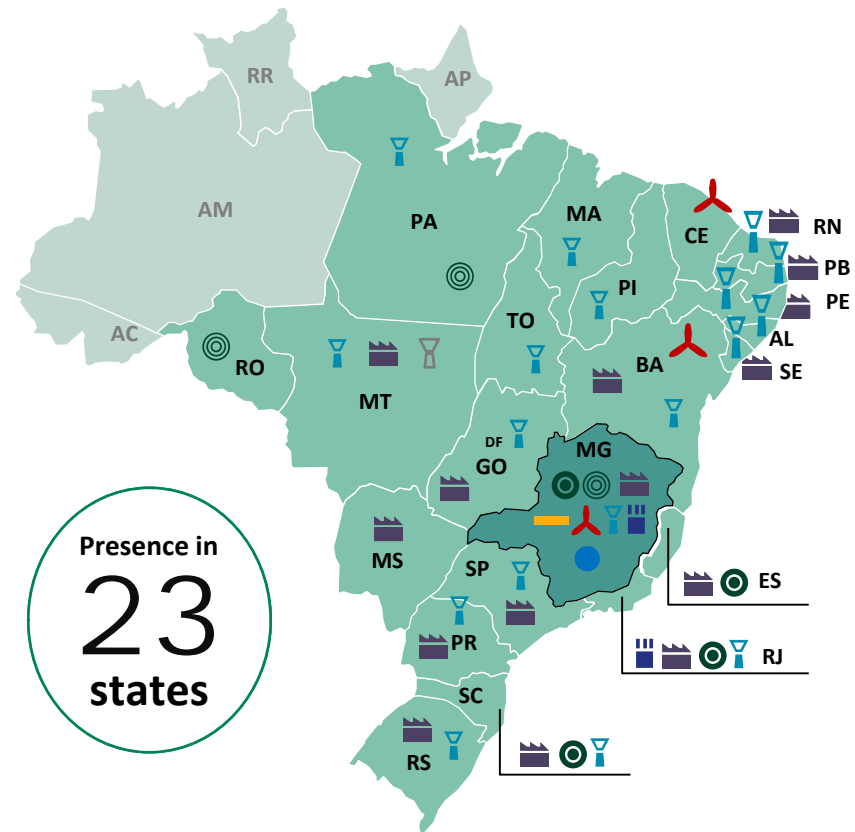 RR
AP
AM
PA
MA
CE
RN
PB
PE
PI
TO
AL
AC
RO
MT
BA
SE
DF
GO
MG
MS
SP
ES
PR
RJ
SC
RS
Presence in
23
states